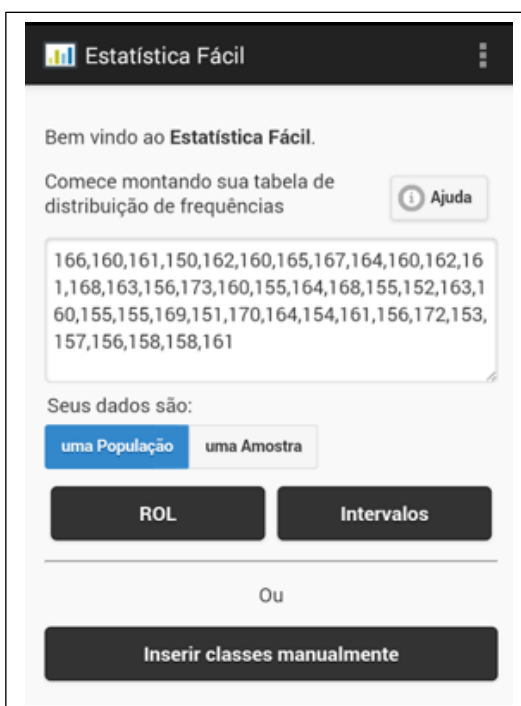 Estatística Fácil
Bem vindo ao Estatística Fácil.
Comece montando sua tabela de
distribuição de frequências
Ajuda
166,160,161,150,162,160,165,167,164,160,162,16
1,168,163,156,173,160,155,164,168,155,152,163,1
60,155,155,169,151,170,164,154,161,156,172,153,
157,156,158,158,161
Seus dados são:
uma População
uma Amostra
ROL
Intervalos
Ou
Inserir classes manualmente